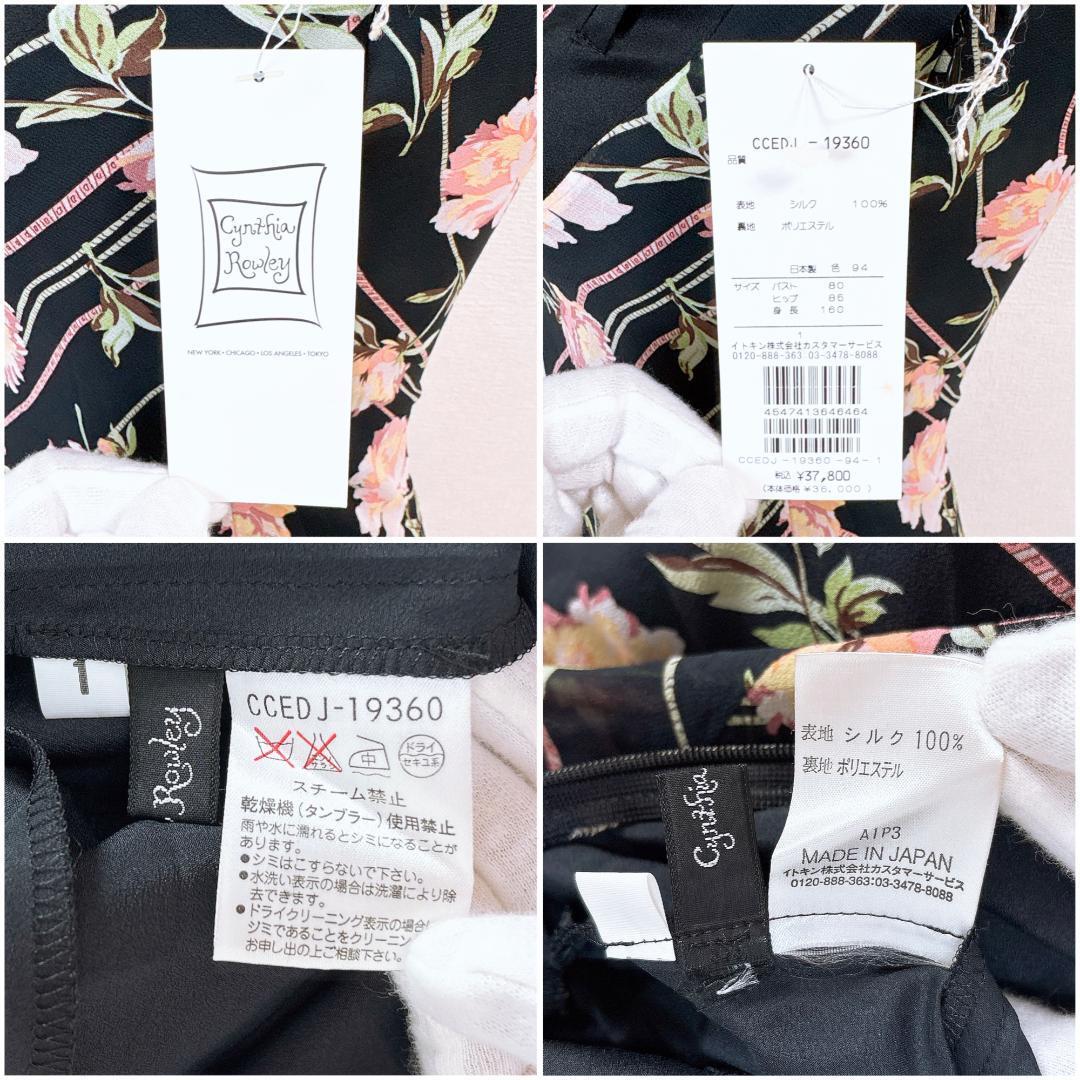 Cynthia
Rowley
NEW YORK • CHICAGO • LOS ANGELES • TOKYO
CCEDJ-19360
品質
表地 シルク 100%
裏地 ポリエステル
日本製 色 94
サイズ バスト 80
ヒップ 86
身長 160
1
イトキン株式会社カスタマーサービス
0120-888-363 03-3478-8088
4547413646464
CCEDJ-19360-94-1
税込 ¥37,800
(本体価格 ¥36,000)
1
Rowley
CCEDJ-19360
中
ドライ
セキユ系
スチーム禁止
乾燥機(タンブラー)使用禁止
雨や水に濡れるとシミになることが
あります。
●シミはこすらないで下さい。
●水洗い表示の場合は洗濯により除
去できます。
●ドライクリーニング表示の場合
シミであることをクリーニン
お申し出の上ご相談下さい。
Cynthia
表地 シルク 100%
裏地 ポリエステル
A1P3
MADE IN JAPAN
イトキン株式会社カスタマーサービス
0120-888-363:03-3478-8088